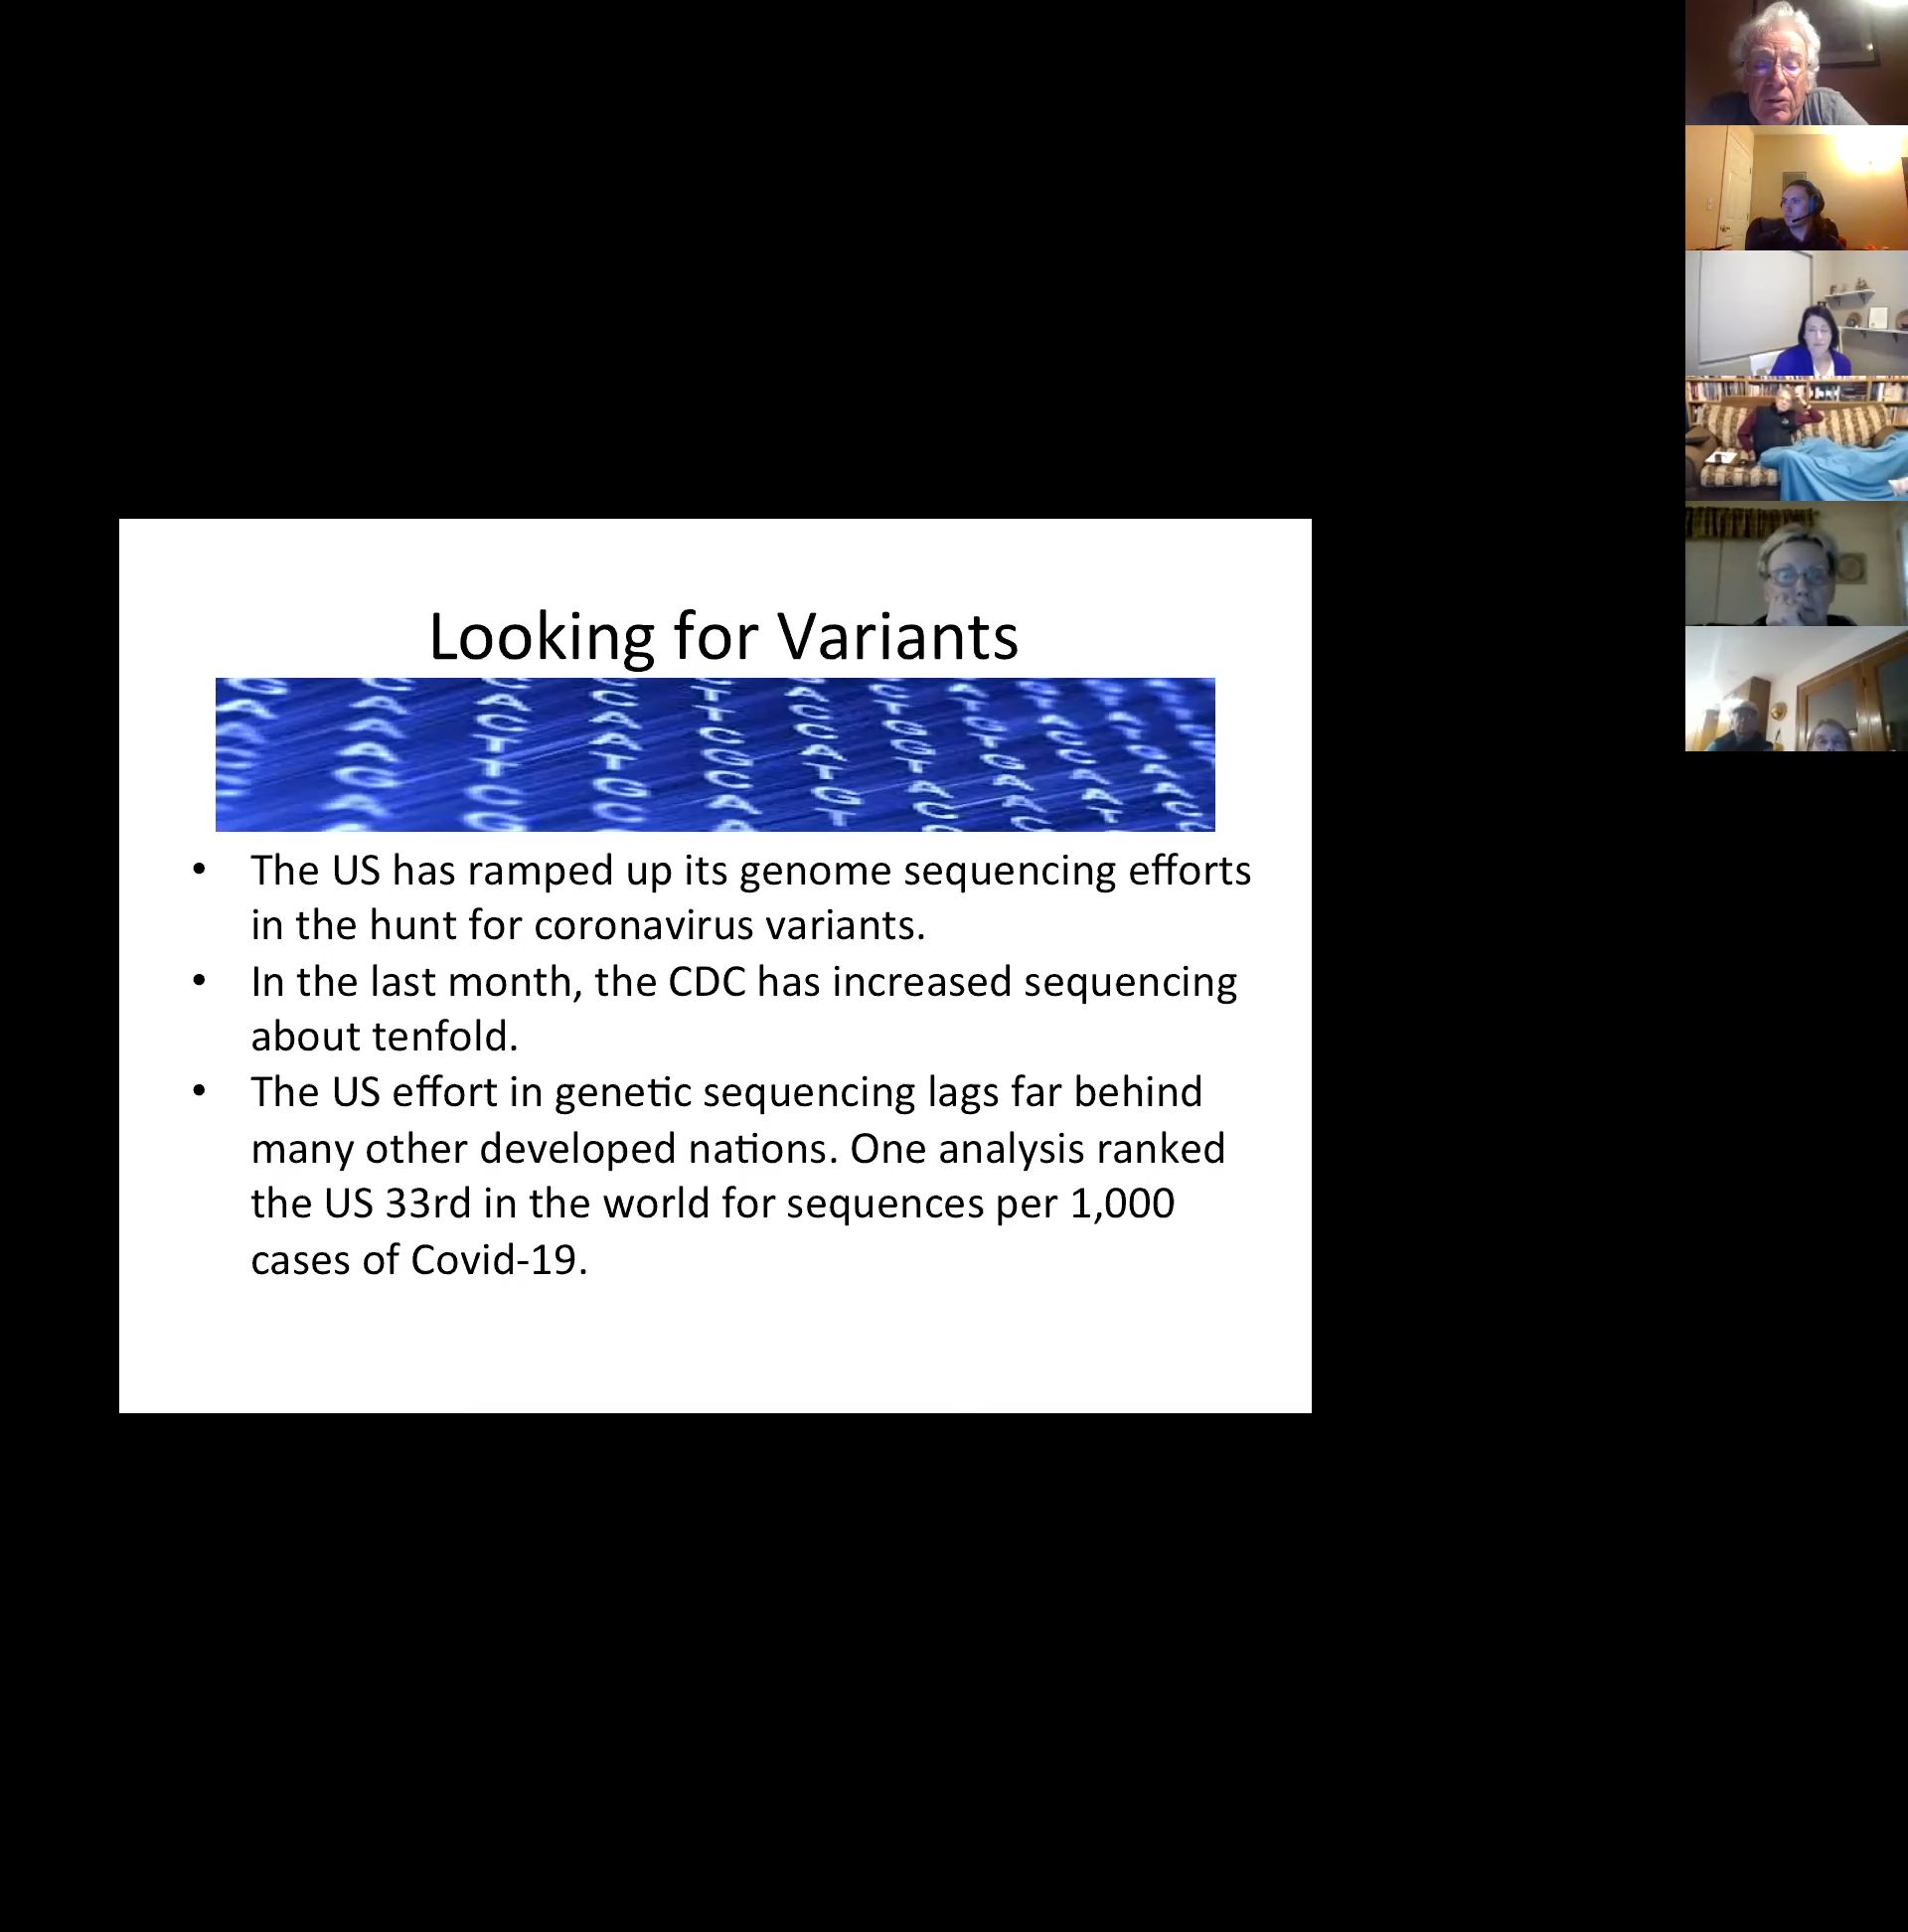 Looking for Variants
• The US has ramped up its genome sequencing efforts
in the hunt for coronavirus variants.
• In the last month, the CDC has increased sequencing
about tenfold.
• The US effort in genetic sequencing lags far behind
many other developed nations. One analysis ranked
the US 33rd in the world for sequences per 1,000
cases of Covid-19.